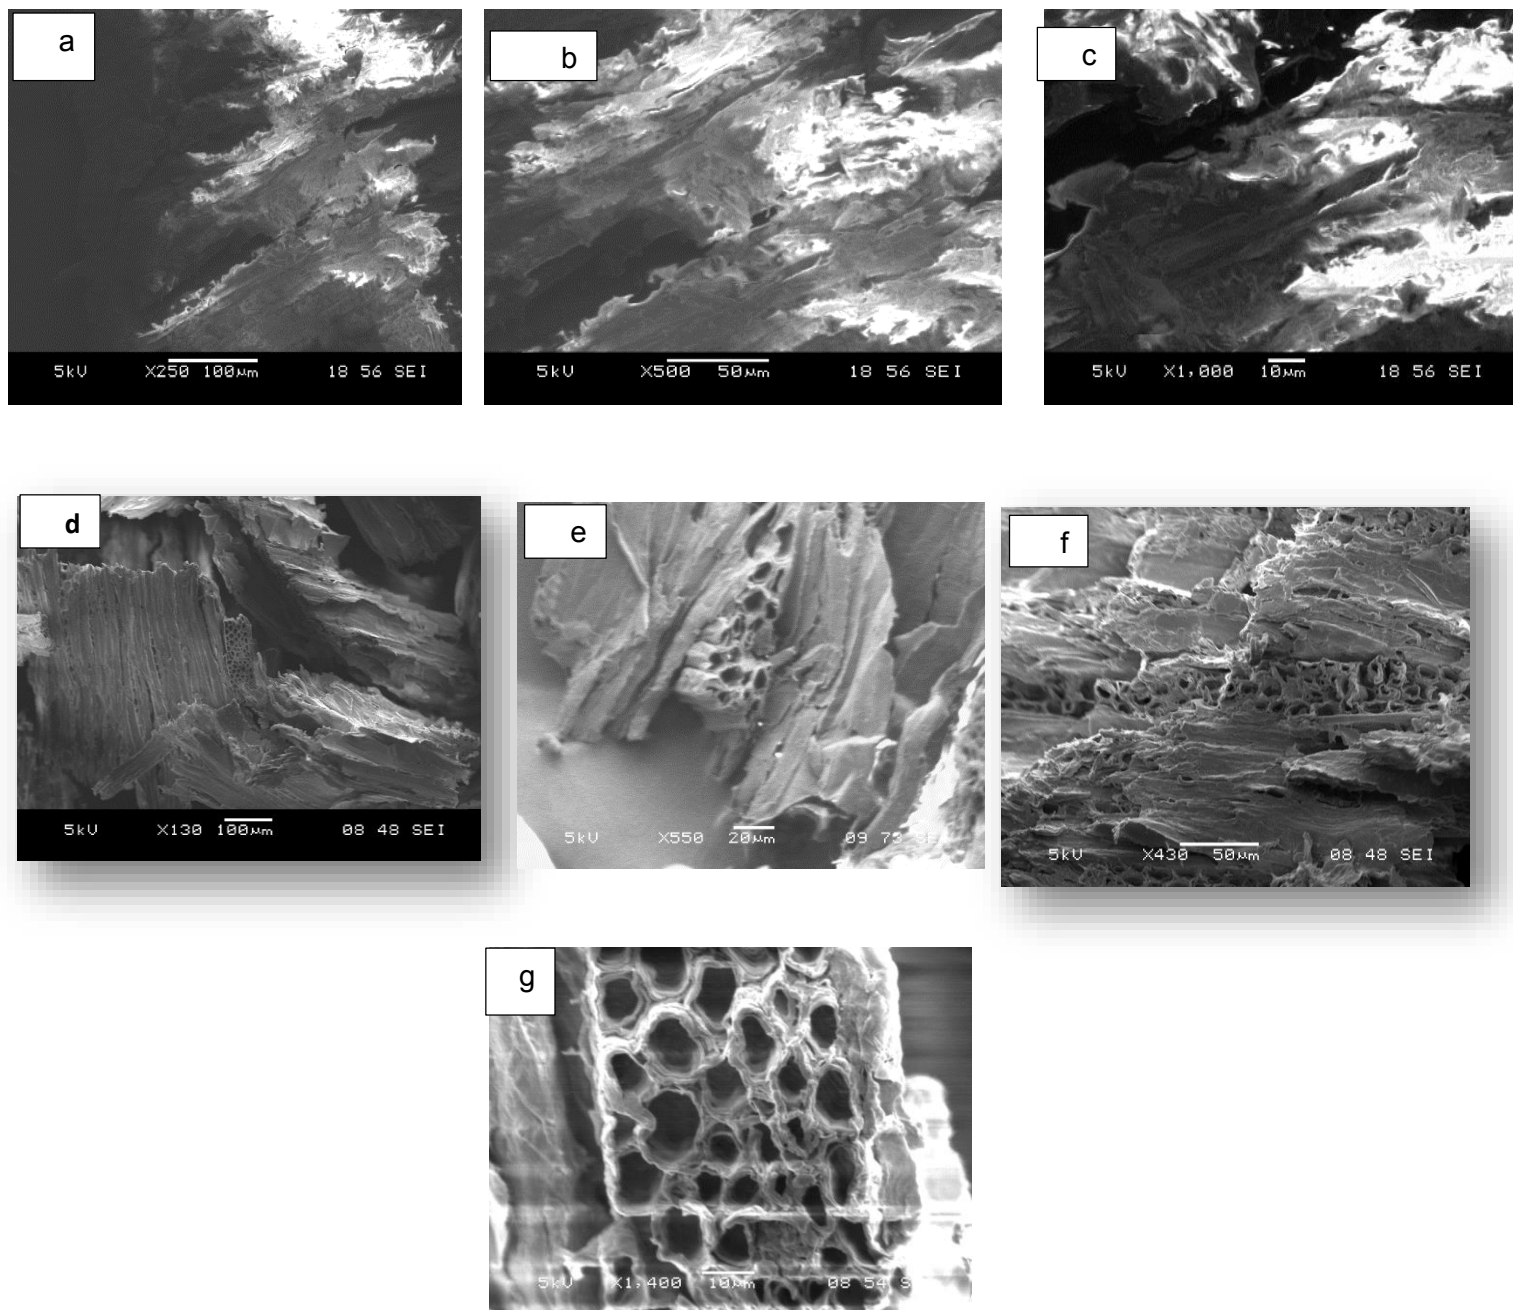 a
b
c
5kV X250 100μm 18 56 SEI
5kV X500 50μm 18 56 SEI
5kV X1,000 10μm 18 56 SEI
d
e
f
5kV X130 100μm 08 48 SEI
5kV X550 20μm 09 73
5kV X430 50μm 08 48 SEI
g
5kV X1,400 10μm 08 54